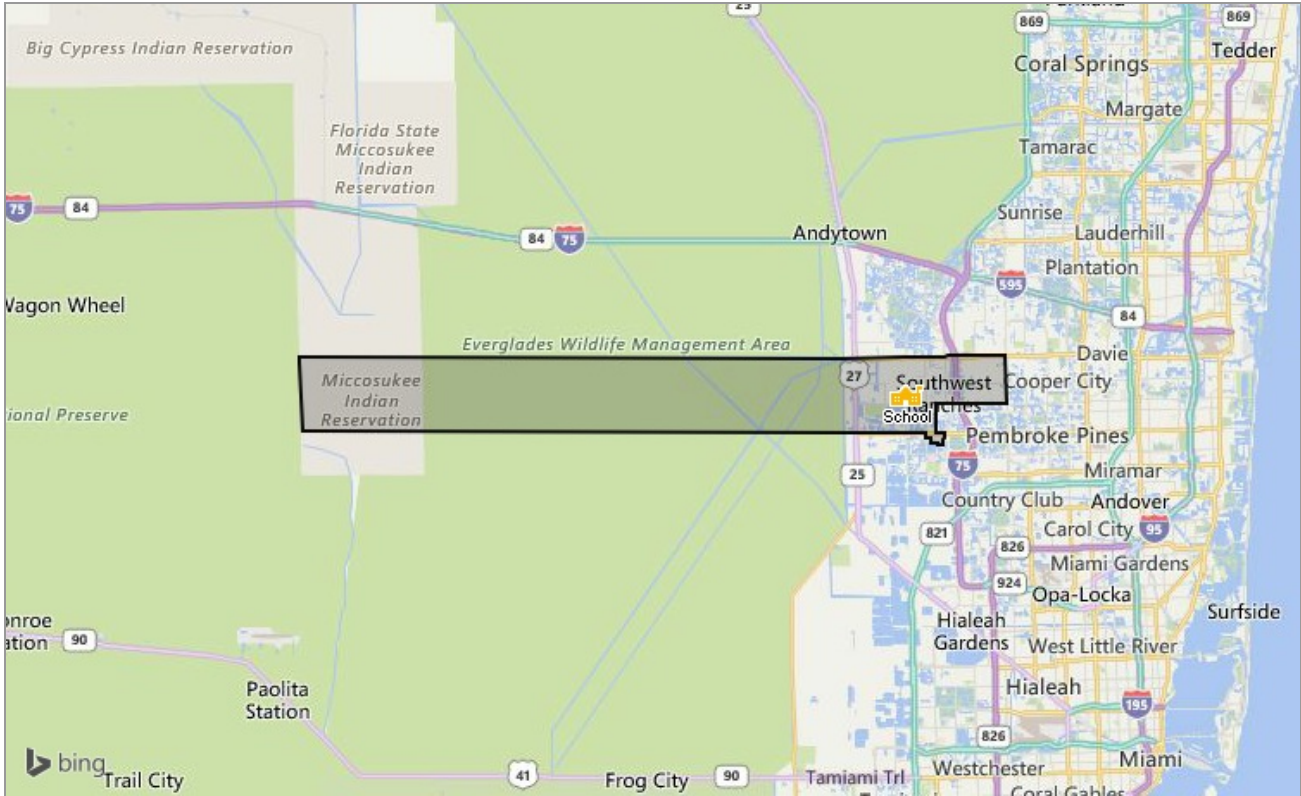 25
869
869
Big Cypress Indian Reservation
Tedder
Coral Springs
Margate
Florida State
Miccosukee
Indian
Reservation
Tamarac
75
84
Sunrise
Andytown
Lauderhill
84
75
Plantation
595
Wagon Wheel
84
Everglades Wildlife Management Area
Davie
Miccosukee
Indian
Reservation
27
Southwest
Ranches
Cooper City
School
ional Preserve
Pembroke Pines
75
Miramar
25
Country Club
Andover
821
Carol City
95
826
Miami Gardens
924
Opa-Locka
Surfside
onroe
ation
90
Hialeah
Gardens
West Little River
Paolita
Station
Hialeah
195
826
bing
Trail City
41
Frog City
90
Tamiami Trl
Westchester
Miami
Coral Gables